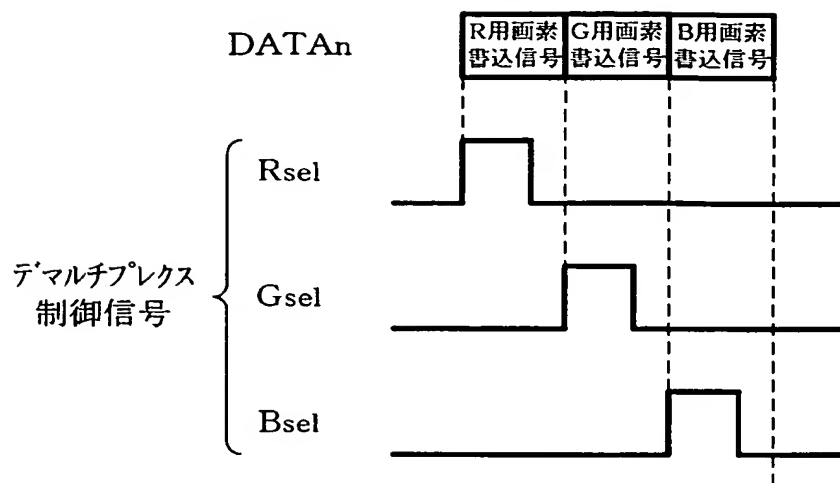 DATAn
R用画素
書込信号
G用画素
書込信号
B用画素
書込信号
Rsel
デマルチプレクス
制御信号
Gsel
Bsel